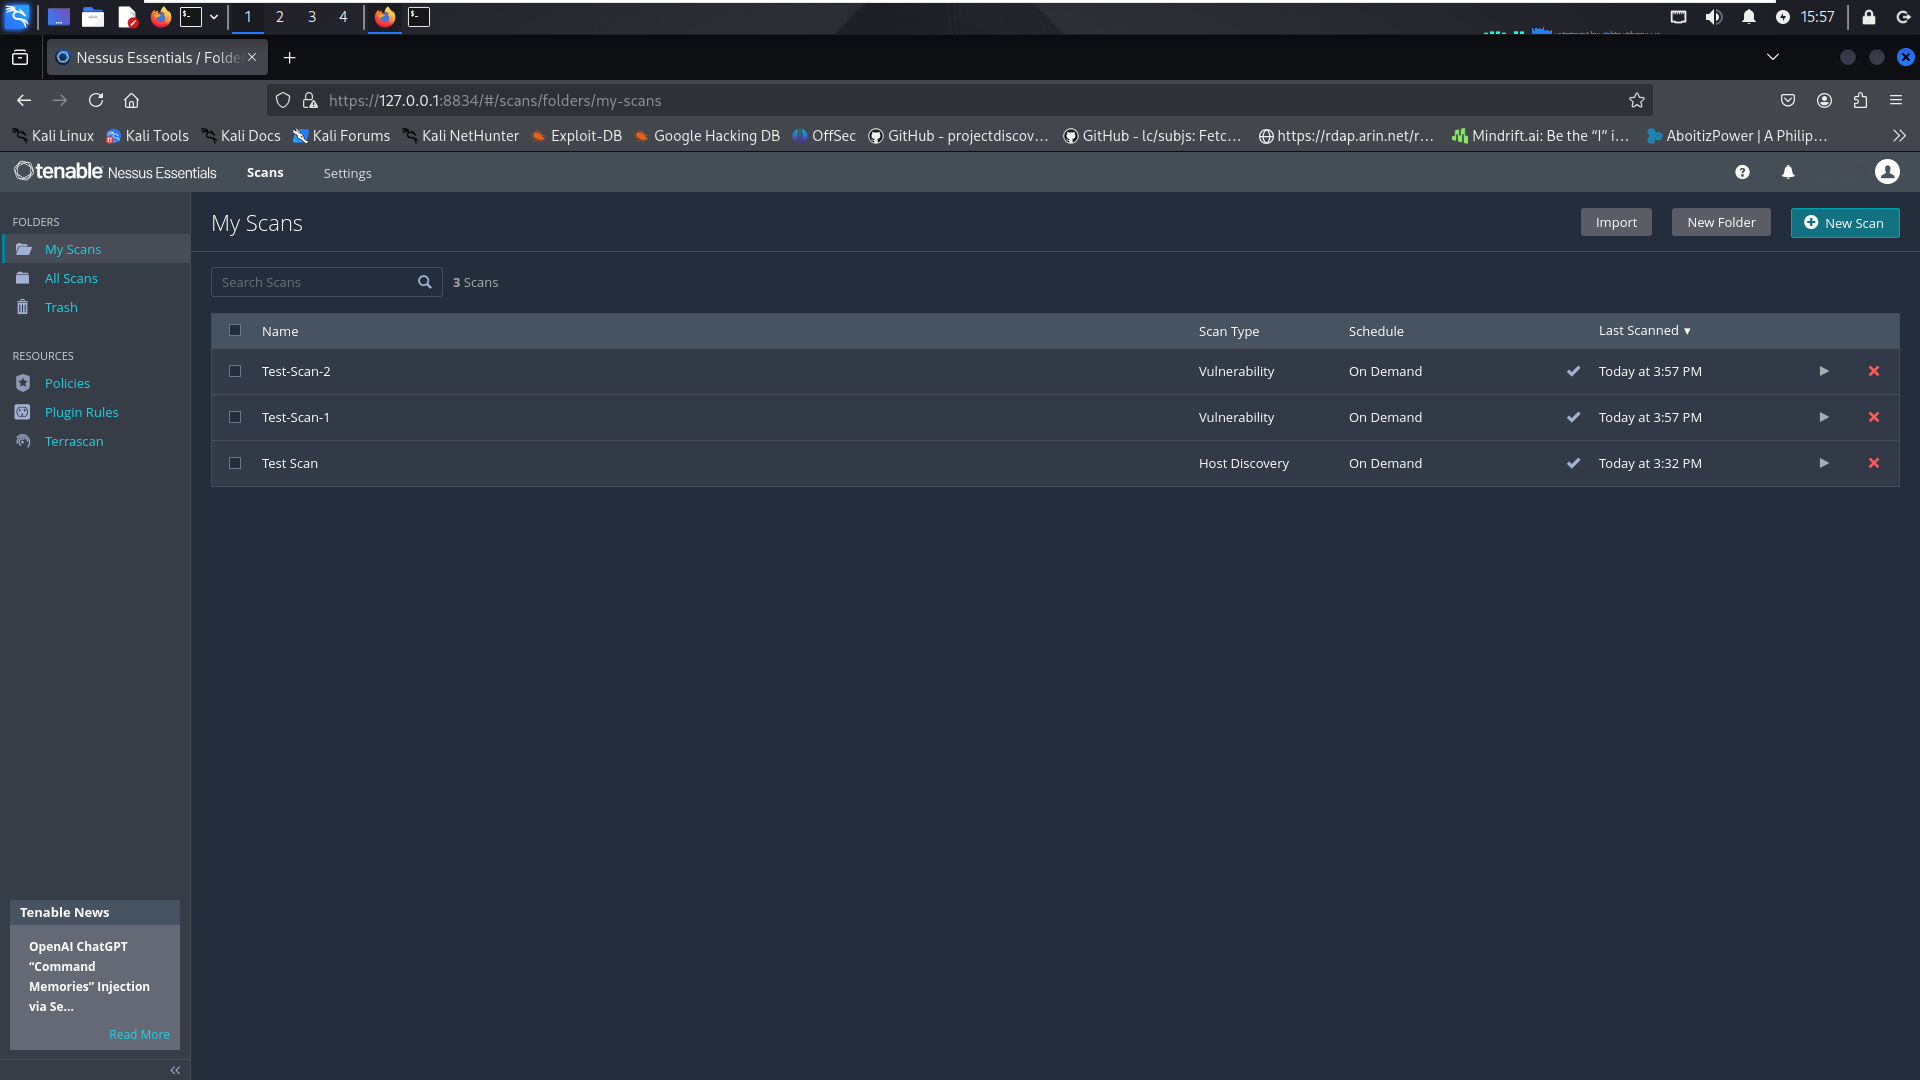 1 2 3 4 15:57
Nessus Essentials / Folde
https://127.0.0.1:8834/#/scans/folders/my-scans
Kali Linux Kali Tools Kali Docs Kali Forums Kali NetHunter Exploit-DB Google Hacking DB OffSec GitHub - projectdiscov... GitHub - lc/subjs: Fetc... https://rdap.arin.net/r... Mindrift.ai: Be the “I” i... AboitizPower | A Philip...
tenable Nessus Essentials Scans Settings
FOLDERS
My Scans
All Scans
Trash
RESOURCES
Policies
Plugin Rules
Terrascan
Tenable News
OpenAI ChatGPT
“Command
Memories” Injection
via Se...
Read More
My Scans Import New Folder New Scan
Search Scans 3 Scans
Name Scan Type Schedule Last Scanned ▼
Test-Scan-2 Vulnerability On Demand Today at 3:57 PM
Test-Scan-1 Vulnerability On Demand Today at 3:57 PM
Test Scan Host Discovery On Demand Today at 3:32 PM